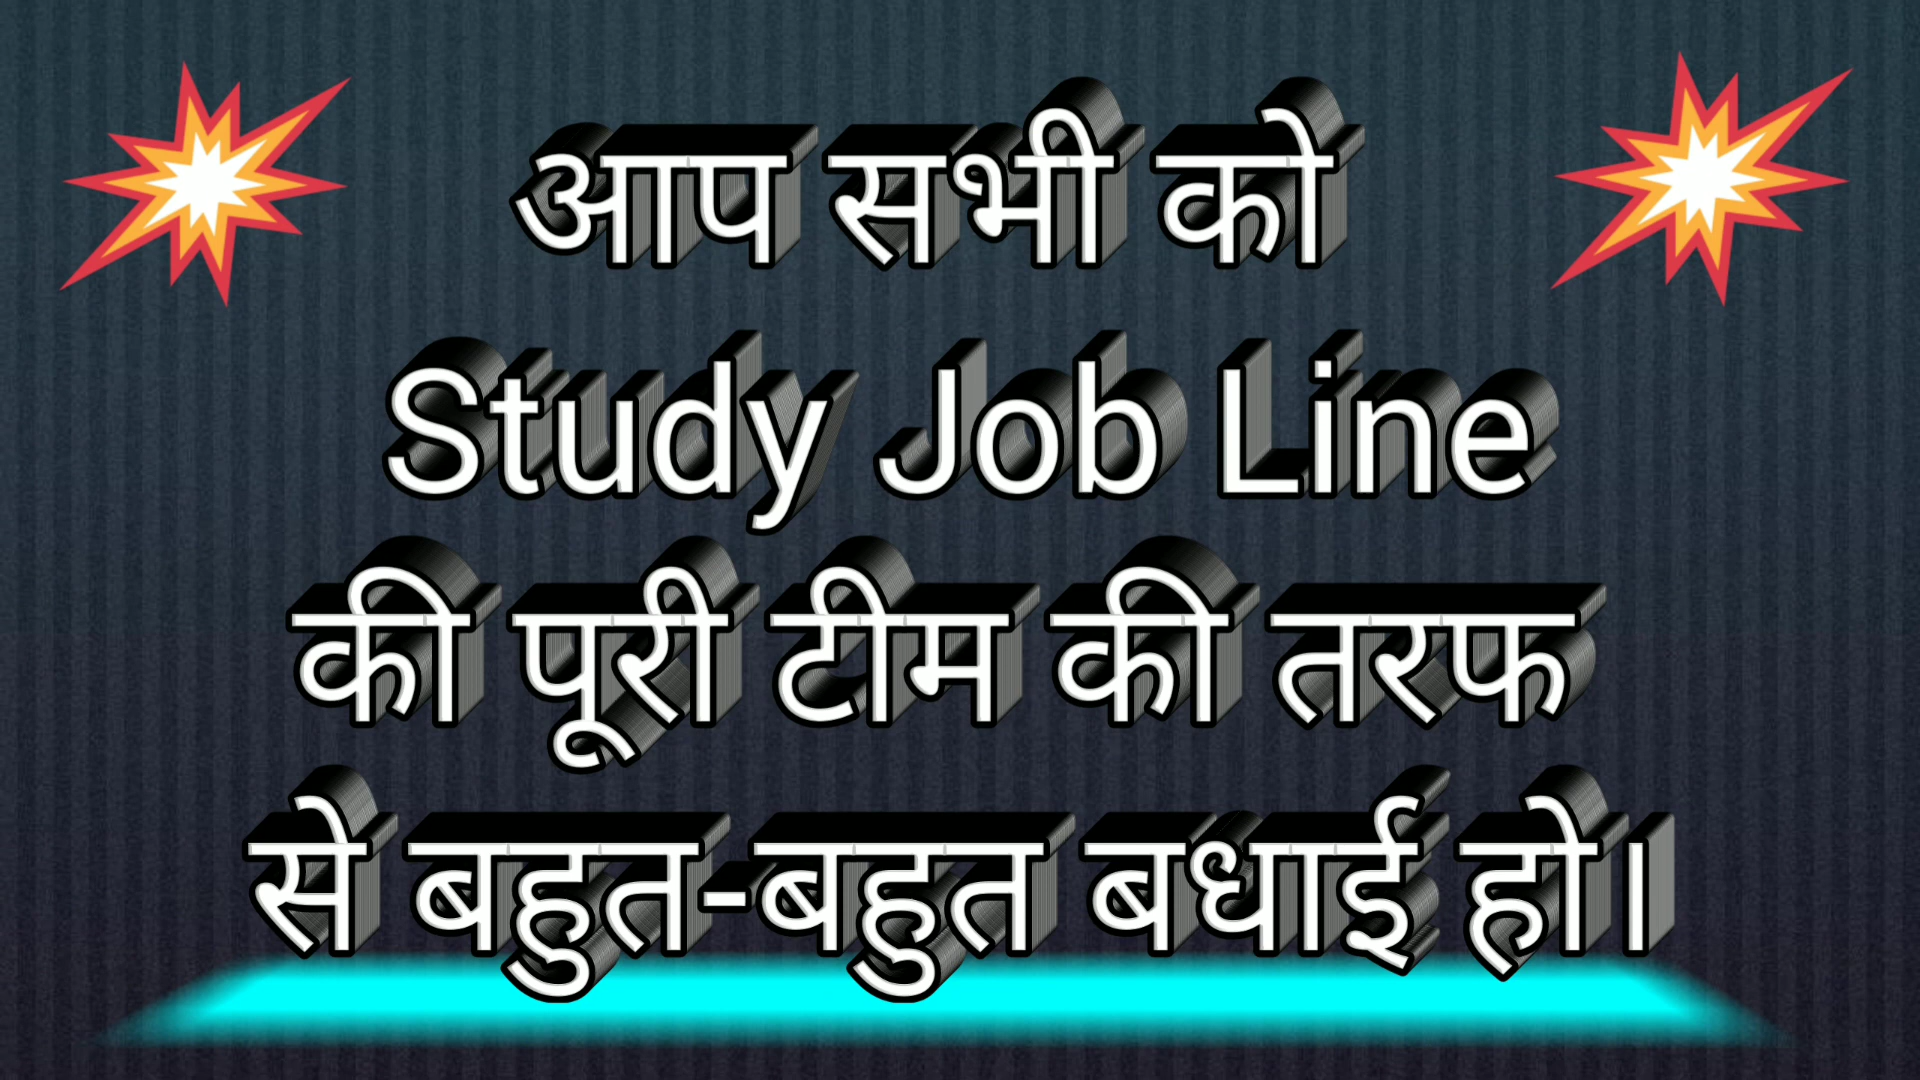 आप सभी को
Study Job Line
की पूरी टीम की तरफ
से बहुत-बहुत बधाई हो।